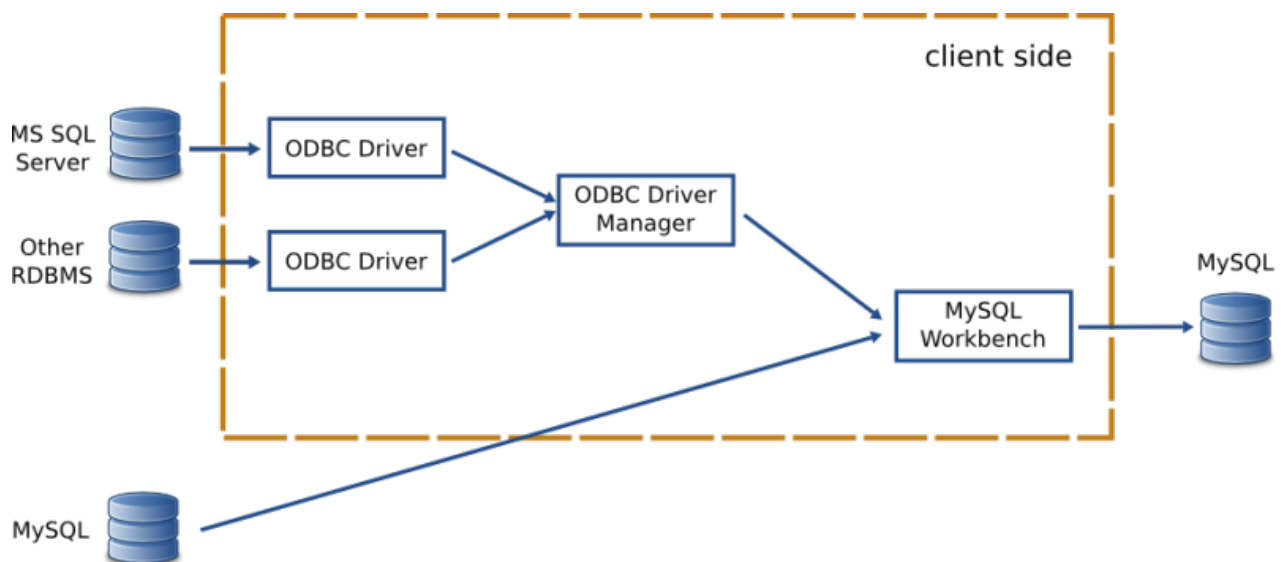 client side
MS SQL
Server
ODBC Driver
ODBC Driver
Manager
Other
RDBMS
ODBC Driver
MySQL
Workbench
MySQL
MySQL